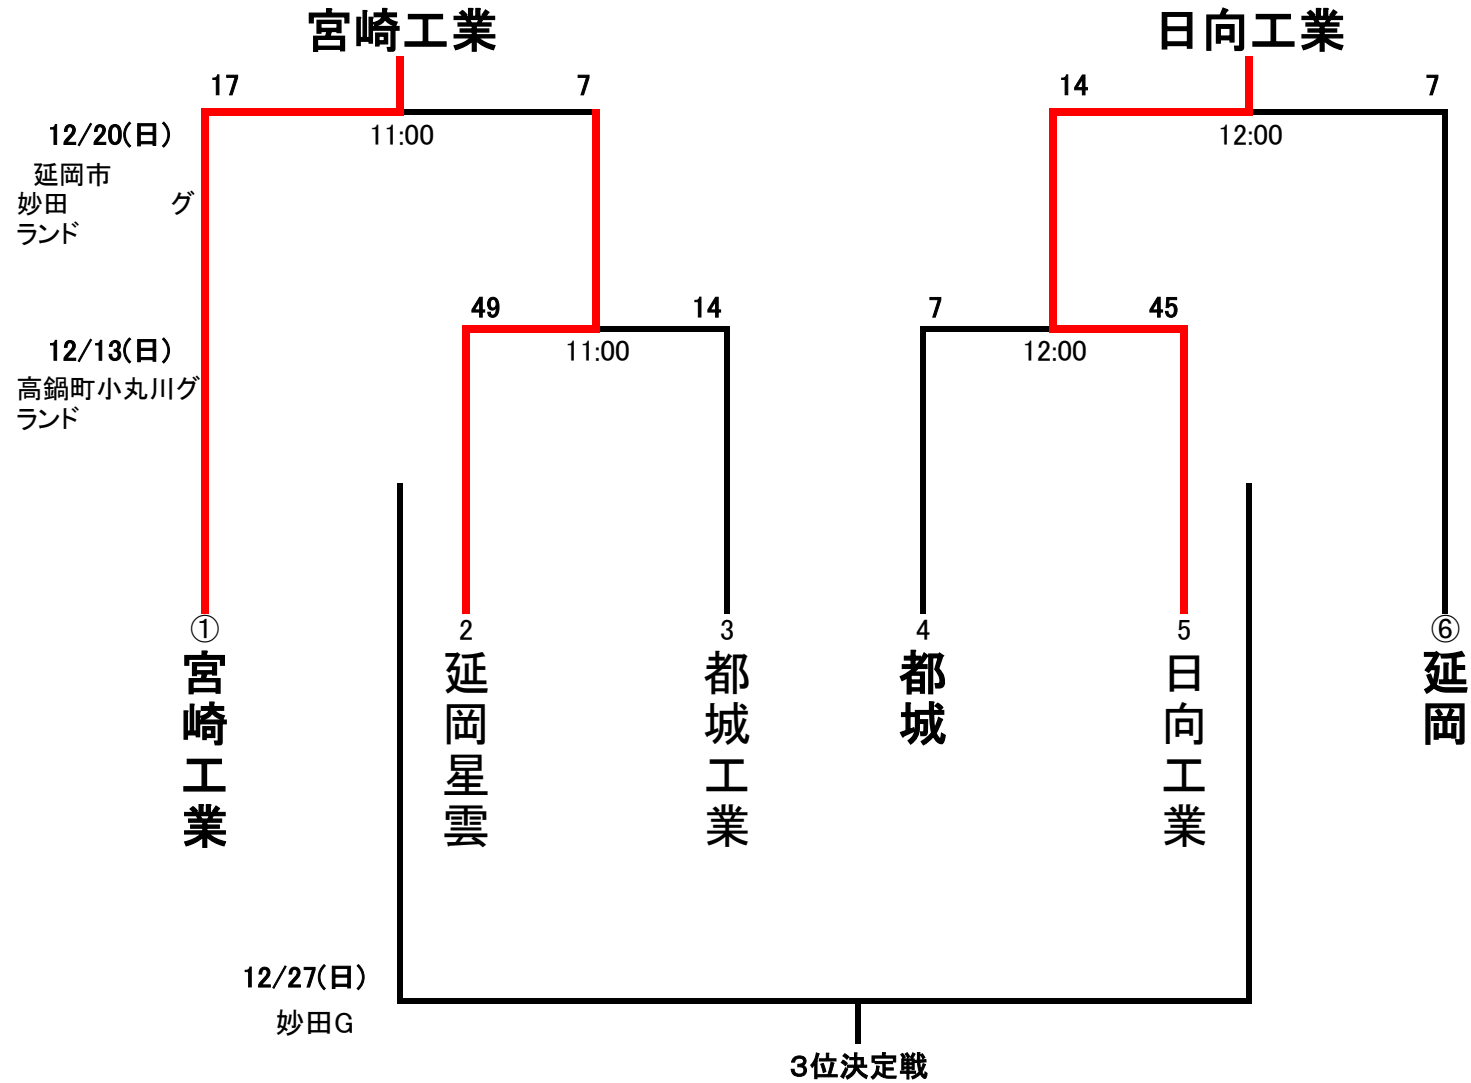 宮崎工業
日向工業
17
7
14
7
12/20(日)
11:00
12:00
延岡市
妙田 グ
ランド
49
14
7
45
12/13(日)
11:00
12:00
高鍋町小丸川グ
ランド
①
2
3
4
5
⑥
宮崎工業
延岡星雲
都城工業
都城
日向工業
延岡
12/27(日)
妙田G
3位決定戦